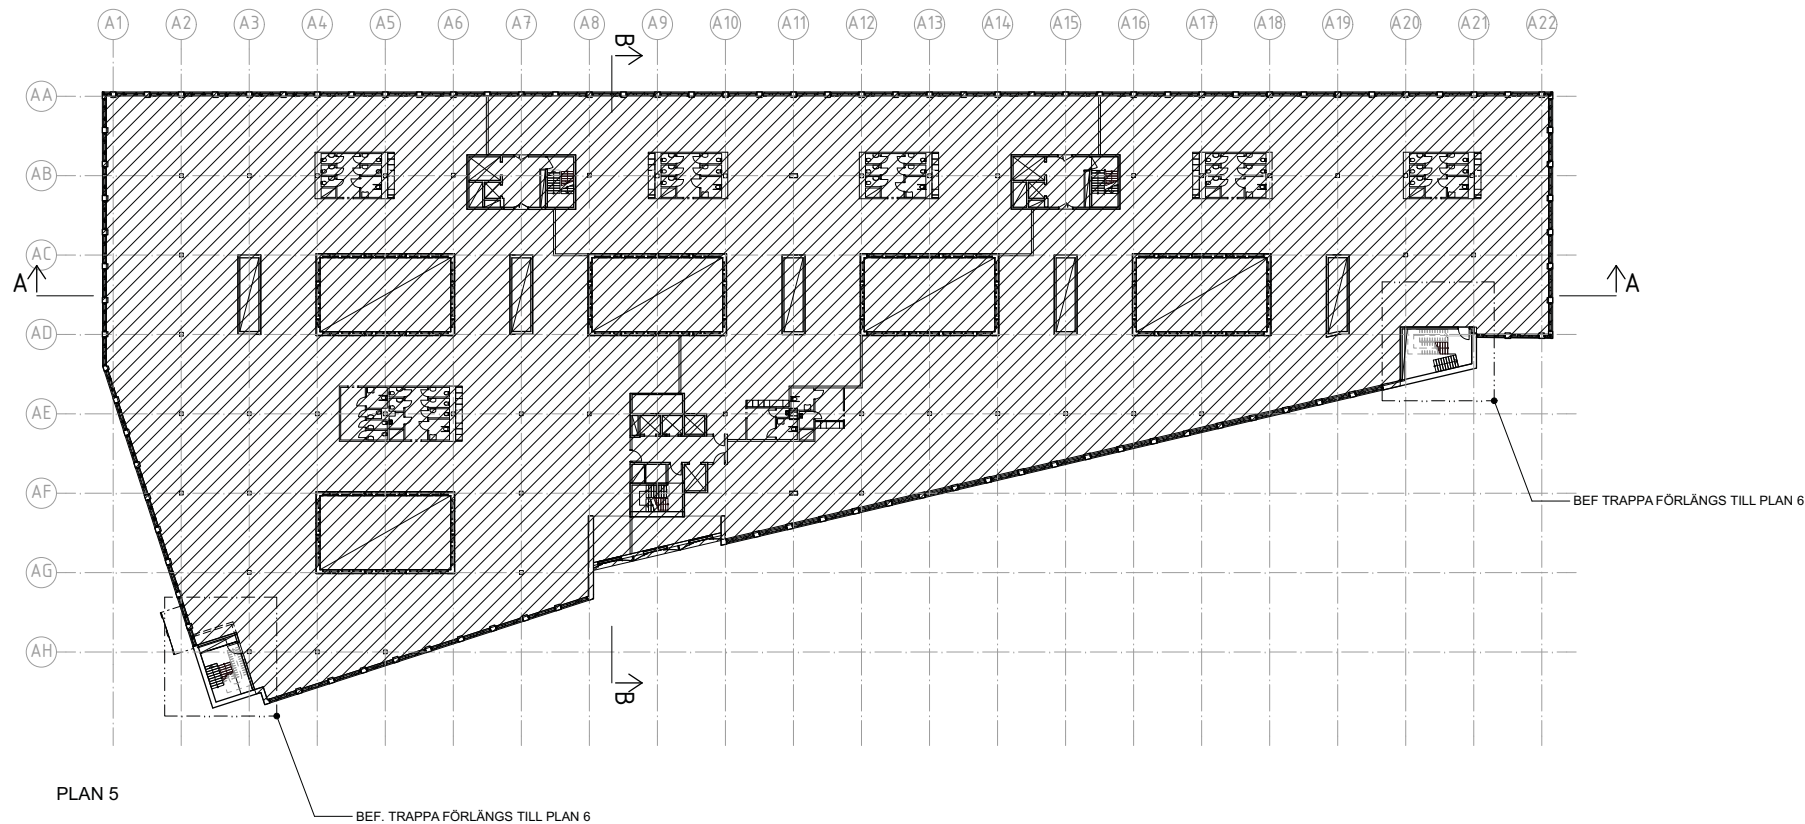 A1 A2 A3 A4 A5 A6 A7 A8 A9 A10 A11 A12 A13 A14 A15 A16 A17 A18 A19 A20 A21 A22
B
AA
AB
AC
A A
AD
AE
AF
BEF TRAPPA FÖRLÄNGS TILL PLAN 6
AG
AH
B
PLAN 5
BEF. TRAPPA FÖRLÄNGS TILL PLAN 6